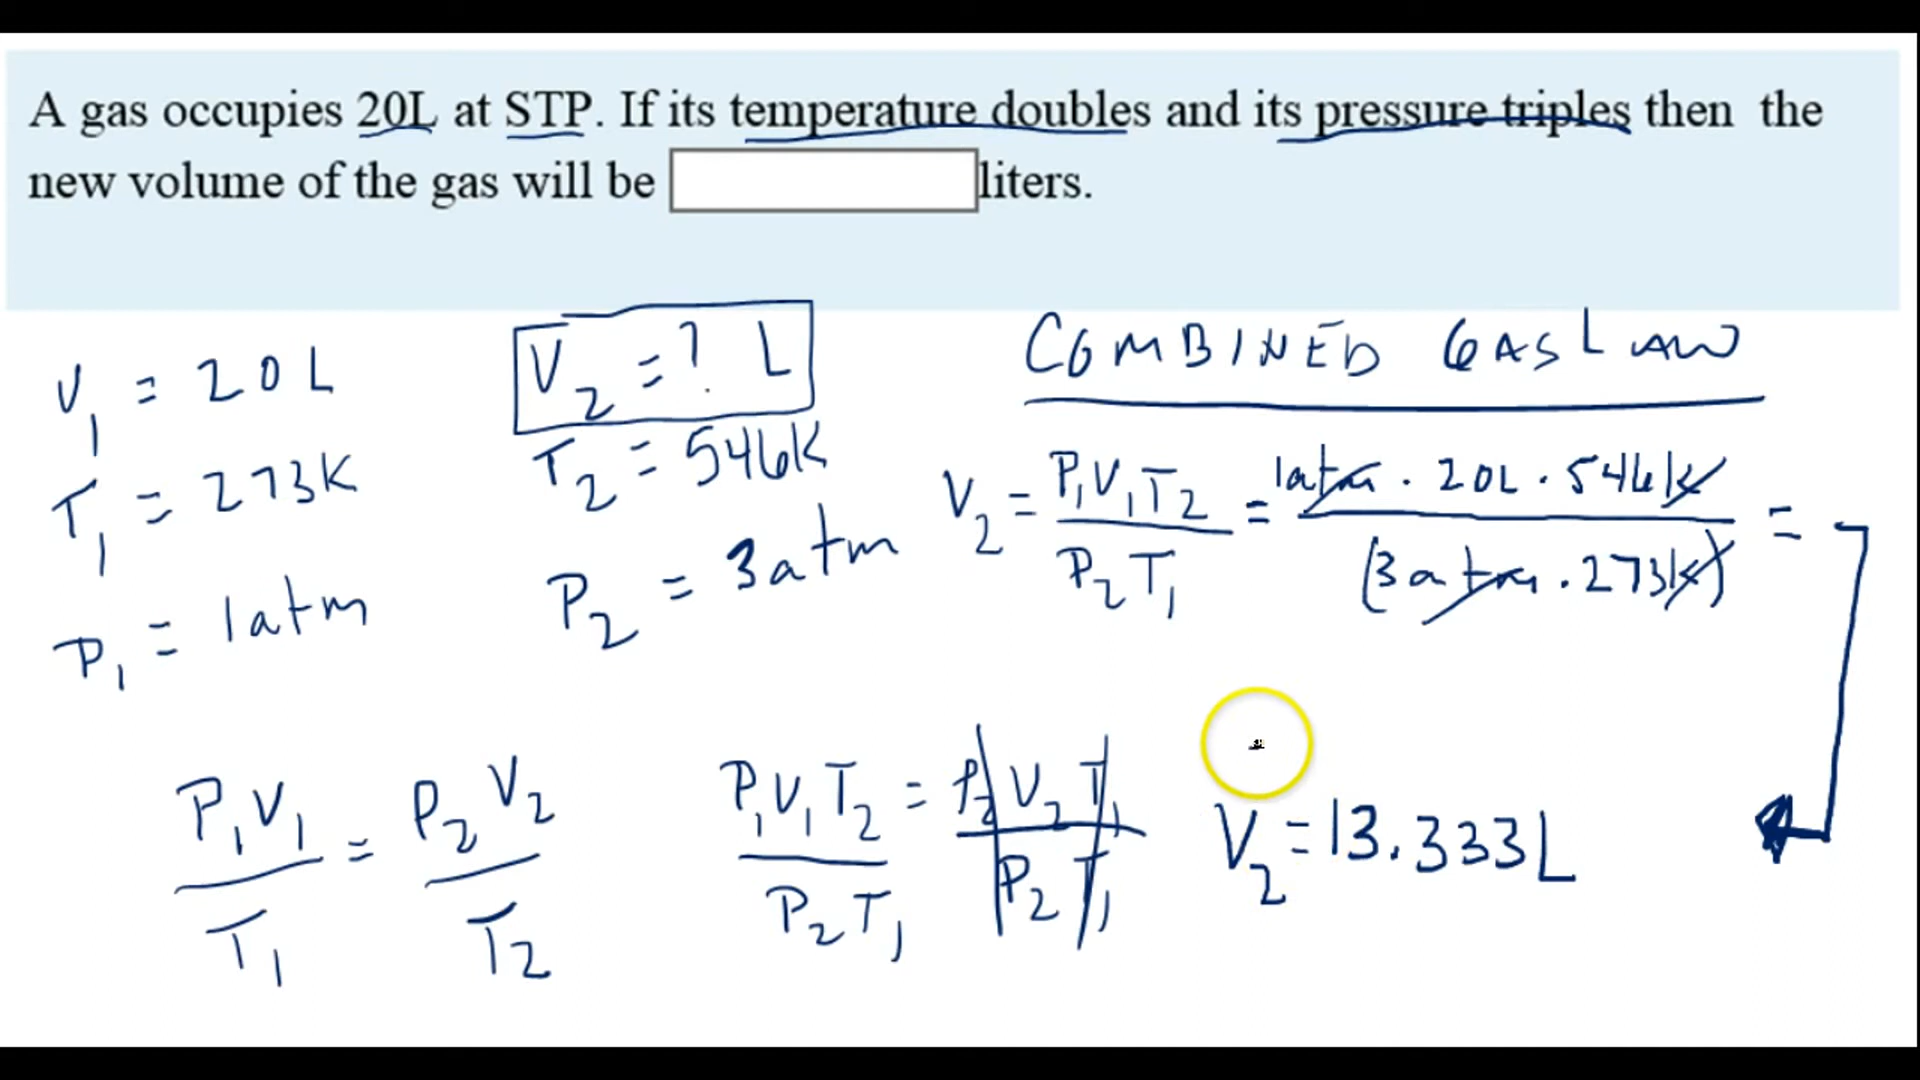 A gas occupies 20L at STP. If its temperature doubles and its pressure triples then the
new volume of the gas will be liters.
COMBINED GAS LAW
V₁ = 20L
V₂ = ? L
T₁ = 273K
T₂ = 546K
P₁ = 1atm
P₂ = 3atm
V₂ = P₁V₁T₂ / P₂T₁ = 1atm · 20L · 546K / (3atm · 273K) =
P₁V₁ / T₁ = P₂V₂ / T₂
P₁V₁T₂ / P₂T₁ = P₂V₂T₁ / P₂T₁
V₂ = 13.333L